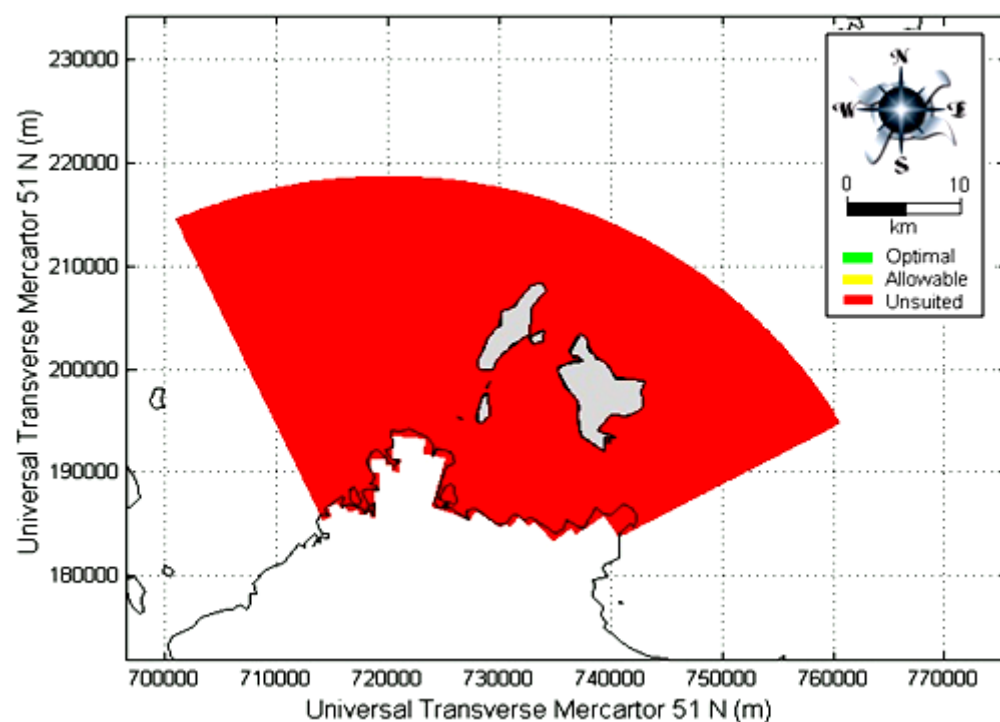 230000
220000
210000
200000
190000
180000
Universal Transverse Mercartor 51 N (m)
700000 710000 720000 730000 740000 750000 760000 770000
Universal Transverse Mercartor 51 N (m)
N
W E
S
0 10
km
Optimal
Allowable
Unsuited